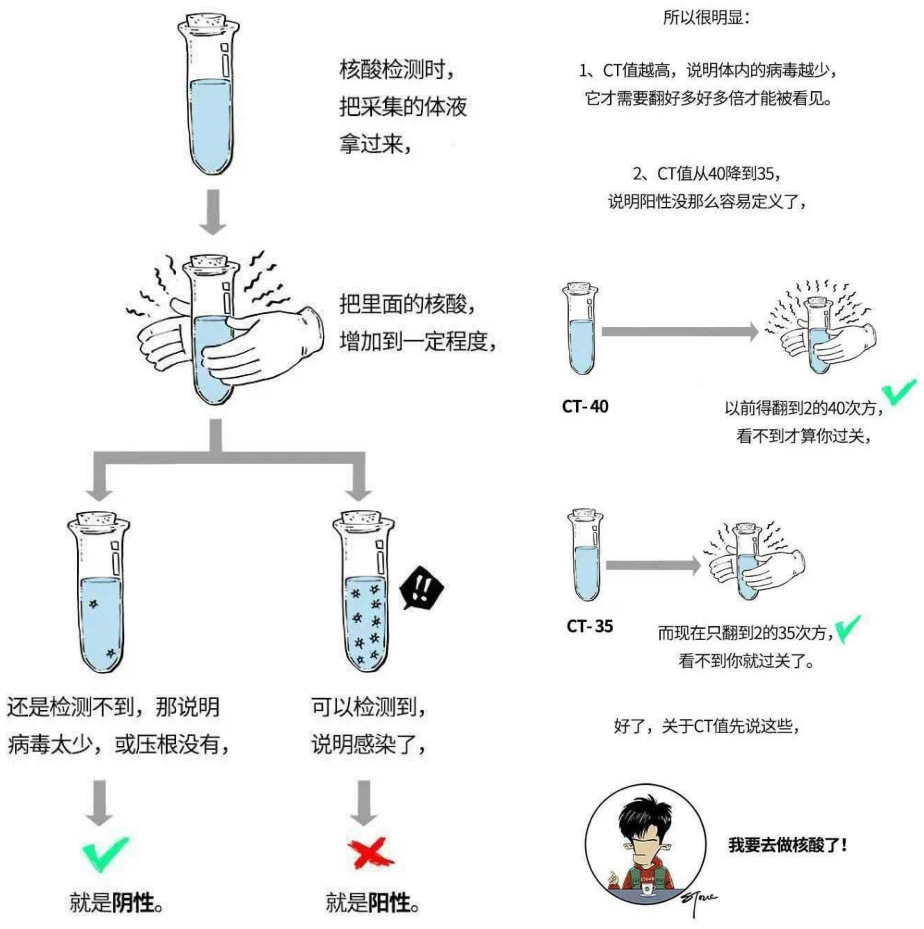 核酸检测时，
把采集的体液
拿过来，
把里面的核酸，
增加到一定程度，
还是检测不到，那说明
病毒太少，或压根没有，
就是阴性。
可以检测到，
说明感染了，
就是阳性。
所以很明显：
1、CT值越高，说明体内的病毒越少，
它才需要翻好多好多倍才能被看见。
2、CT值从40降到35，
说明阳性没那么容易定义了，
CT-40
以前得翻到2的40次方，
看不到才算你过关，
CT-35
而现在只翻到2的35次方，
看不到你就过关了。
好了，关于CT值先说这些，
我要去做核酸了！